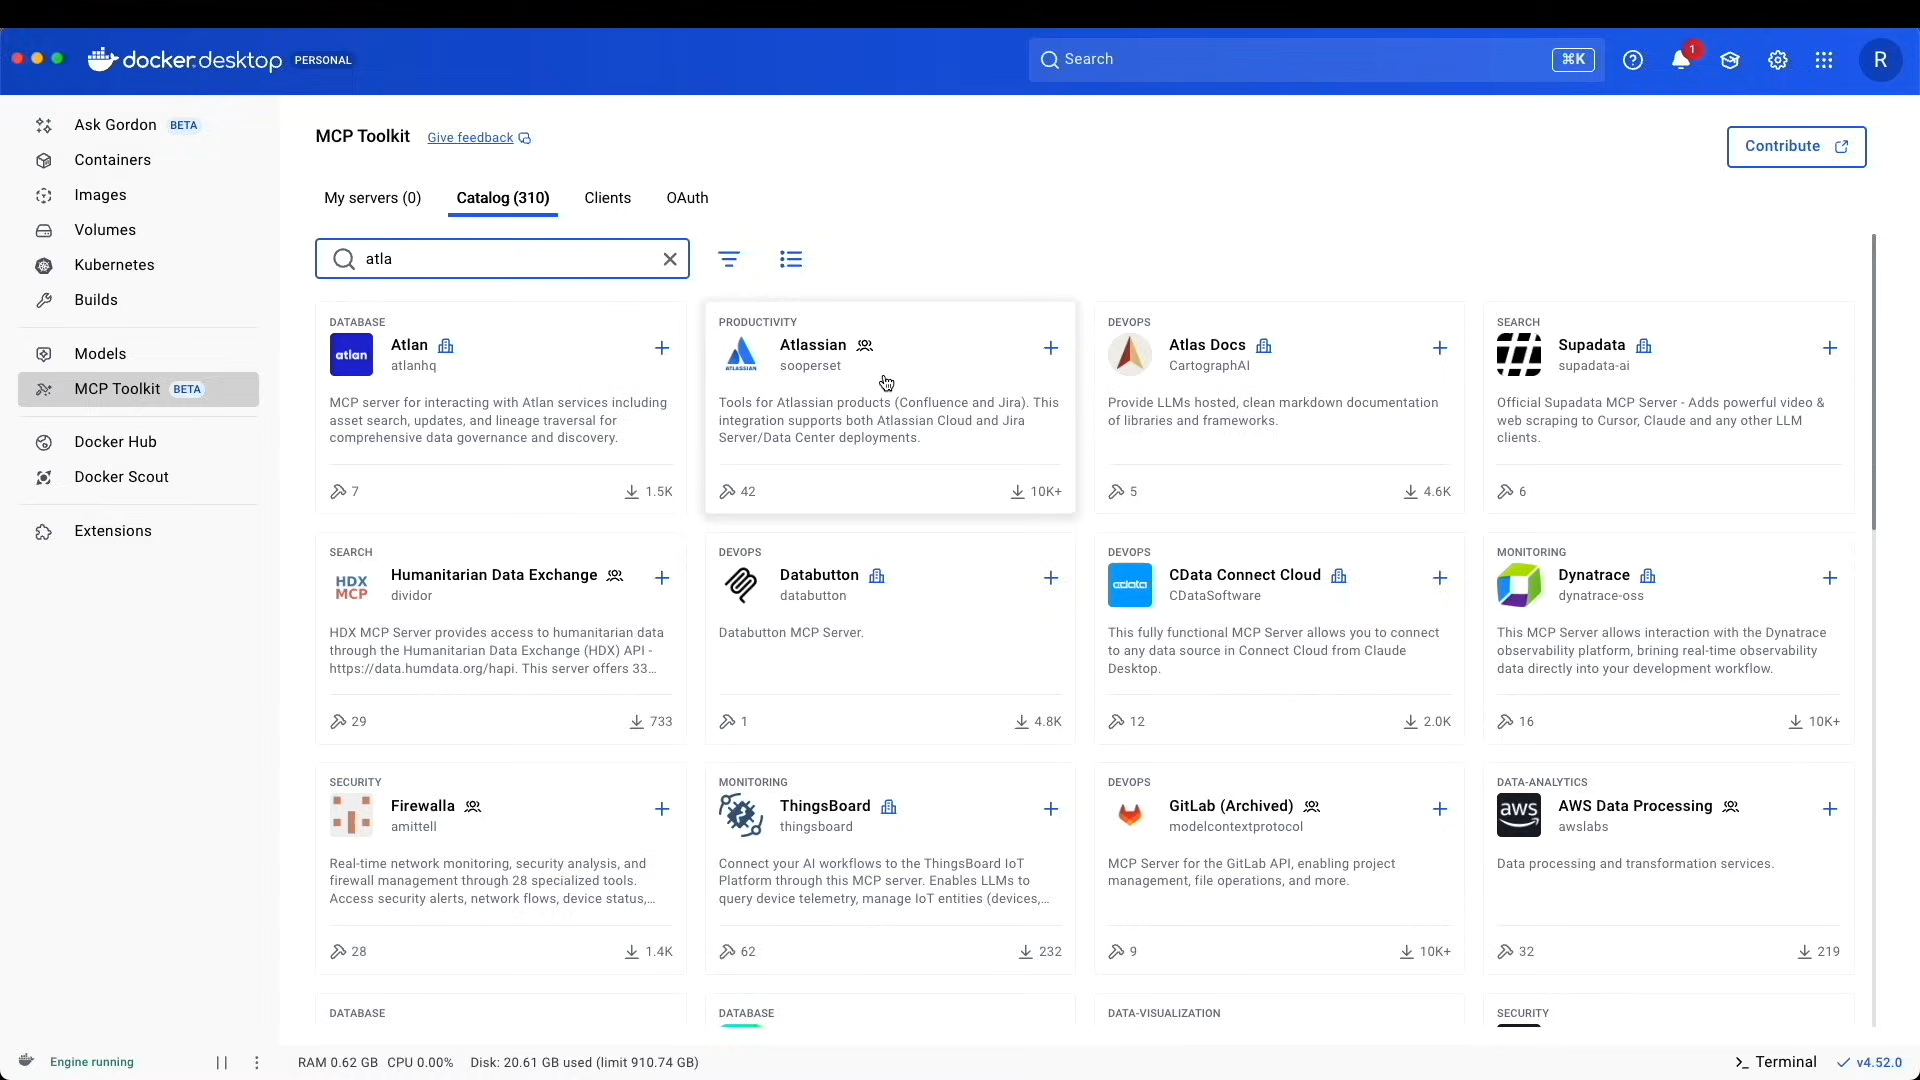 docker.desktop PERSONAL
Search
⌘K
1
R
Ask Gordon BETA
Containers
Images
Volumes
Kubernetes
Builds
Models
MCP Toolkit BETA
Docker Hub
Docker Scout
Extensions
MCP Toolkit Give feedback
Contribute
My servers (0) Catalog (310) Clients OAuth
atla
DATABASE
atlan
Atlan
atlanhq
MCP server for interacting with Atlan services including
asset search, updates, and lineage traversal for
comprehensive data governance and discovery.
7 1.5K
PRODUCTIVITY
ATLASSIAN
Atlassian
sooperset
Tools for Atlassian products (Confluence and Jira). This
integration supports both Atlassian Cloud and Jira
Server/Data Center deployments.
42 10K+
DEVOPS
Atlas Docs
CartographAI
Provide LLMs hosted, clean markdown documentation
of libraries and frameworks.
5 4.6K
SEARCH
Supadata
supadata-ai
Official Supadata MCP Server - Adds powerful video &
web scraping to Cursor, Claude and any other LLM
clients.
6
SEARCH
HDX
MCP
Humanitarian Data Exchange
dividor
HDX MCP Server provides access to humanitarian data
through the Humanitarian Data Exchange (HDX) API -
https://data.humdata.org/hapi. This server offers 33...
29 733
DEVOPS
Databutton
databutton
Databutton MCP Server.
1 4.8K
DEVOPS
cdata
CData Connect Cloud
CDataSoftware
This fully functional MCP Server allows you to connect
to any data source in Connect Cloud from Claude
Desktop.
12 2.0K
MONITORING
Dynatrace
dynatrace-oss
This MCP Server allows interaction with the Dynatrace
observability platform, brining real-time observability
data directly into your development workflow.
16 10K+
SECURITY
Firewalla
amittell
Real-time network monitoring, security analysis, and
firewall management through 28 specialized tools.
Access security alerts, network flows, device status,...
28 1.4K
MONITORING
ThingsBoard
thingsboard
Connect your AI workflows to the ThingsBoard IoT
Platform through this MCP server. Enables LLMs to
query device telemetry, manage IoT entities (devices,...
62 232
DEVOPS
GitLab (Archived)
modelcontextprotocol
MCP Server for the GitLab API, enabling project
management, file operations, and more.
9 10K+
DATA-ANALYTICS
aws
AWS Data Processing
awslabs
Data processing and transformation services.
32 219
DATABASE
DATABASE
DATA-VISUALIZATION
SECURITY
Engine running
RAM 0.62 GB CPU 0.00% Disk: 20.61 GB used (limit 910.74 GB)
>_ Terminal
v4.52.0